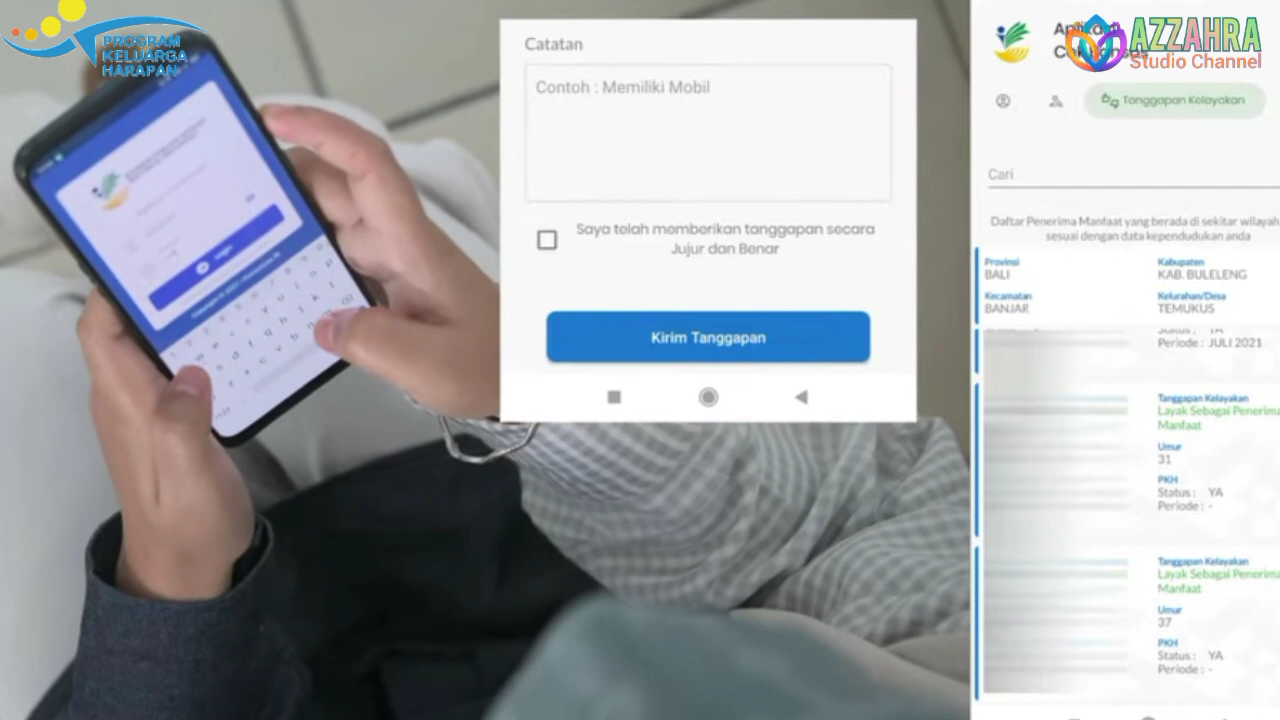 PROGRAM
KELUARGA
HARAPAN
Catatan
Contoh : Memiliki Mobil
Saya telah memberikan tanggapan secara
Jujur dan Benar
Kirim Tanggapan
AZZAHRA
Studio Channel
Tanggapan Kelayakan
Cari
Daftar Penerima Manfaat yang berada di sekitar wilayah
sesuai dengan data kependudukan anda
Provinsi
BALI
Kabupaten
KAB. BULELENG
Kecamatan
BANJAR
Kelurahan/Desa
TEMUKUS
Status : YA
Periode : JULI 2021
Tanggapan Kelayakan
Layak Sebagai Penerima
Manfaat
Umur
31
PKH
Status : YA
Periode : -
Tanggapan Kelayakan
Layak Sebagai Penerima
Manfaat
Umur
37
PKH
Status : YA
Periode : -